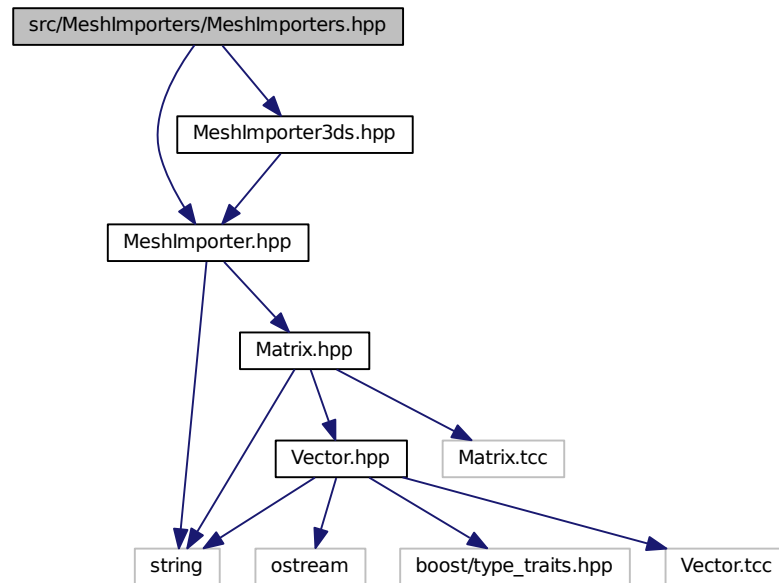 src/MeshImporters/MeshImporters.hpp
MeshImporter3ds.hpp
MeshImporter.hpp
Matrix.hpp
Vector.hpp
Matrix.tcc
string
ostream
boost/type_traits.hpp
Vector.tcc